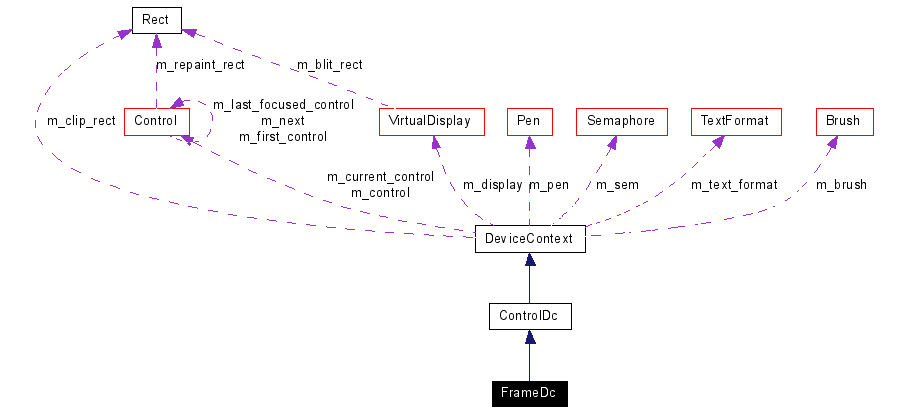 Rect
m_repaint_rect
m_blit_rect
m_last_focused_control
m_next
m_first_control
m_clip_rect
Control
VirtualDisplay
Pen
Semaphore
TextFormat
Brush
m_current_control
m_control
m_display
m_pen
m_sem
m_text_format
m_brush
DeviceContext
ControlDc
FrameDc